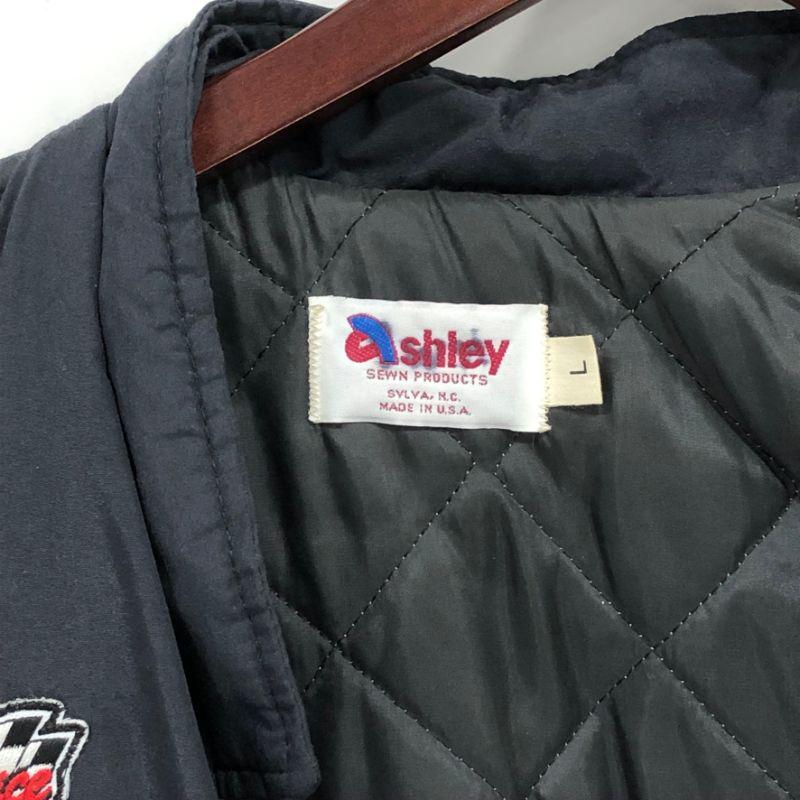 ashley
SEWN PRODUCTS
SYLVA, N.C.
MADE IN U.S.A.
L